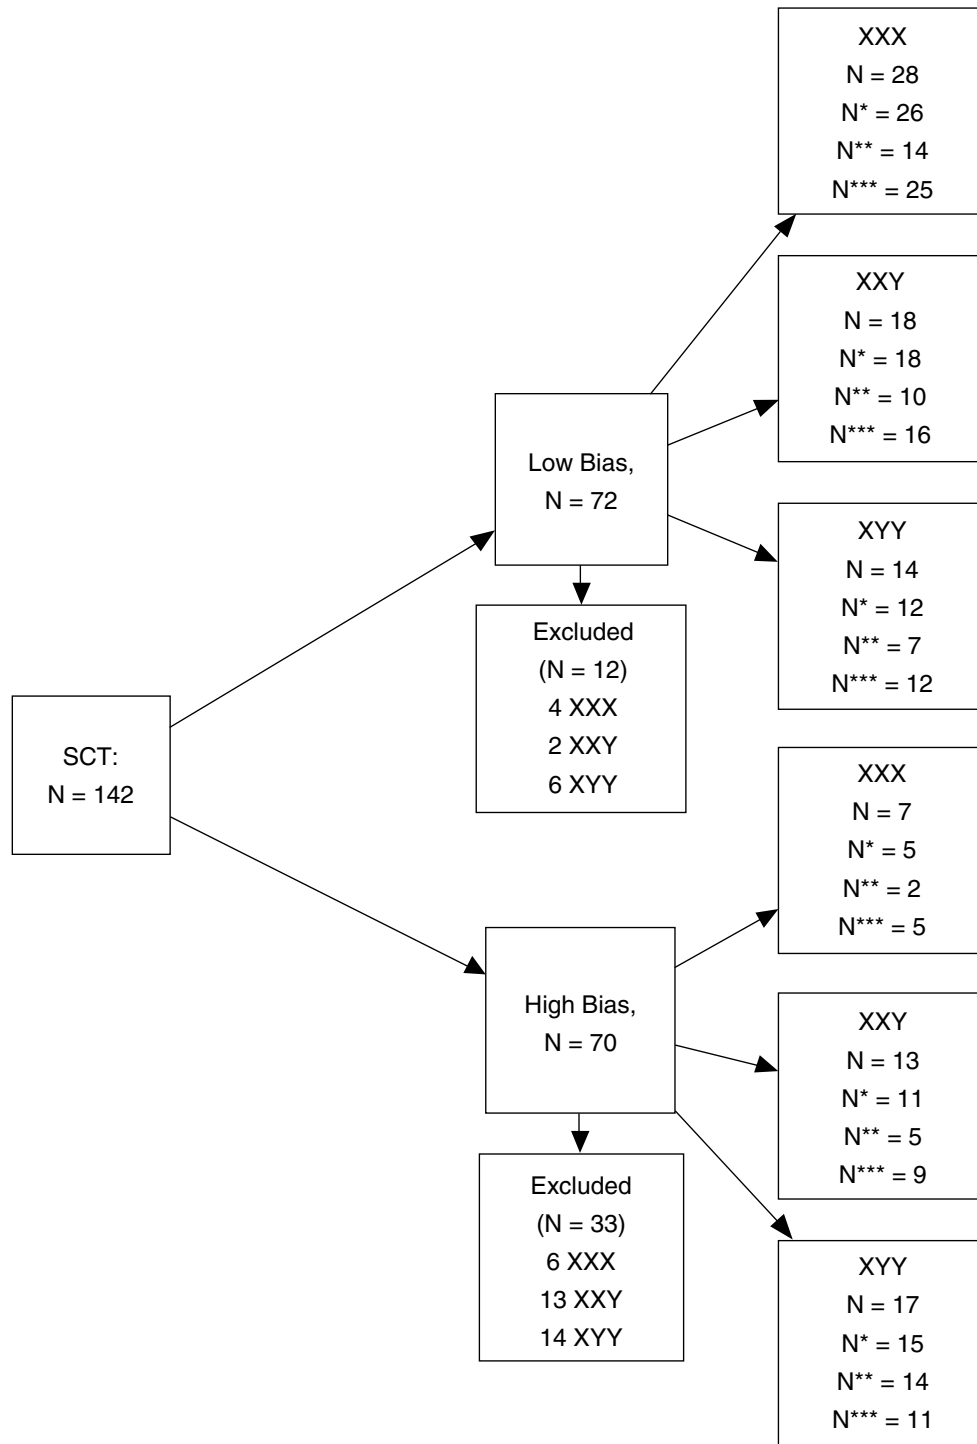 SCT:
N = 142
Low Bias,
N = 72
Excluded
(N = 12)
4 XXX
2 XXY
6 XYY
High Bias,
N = 70
Excluded
(N = 33)
6 XXX
13 XXY
14 XYY
XXX
N = 28
N* = 26
N** = 14
N*** = 25
XXY
N = 18
N* = 18
N** = 10
N*** = 16
XYY
N = 14
N* = 12
N** = 7
N*** = 12
XXX
N = 7
N* = 5
N** = 2
N*** = 5
XXY
N = 13
N* = 11
N** = 5
N*** = 9
XYY
N = 17
N* = 15
N** = 14
N*** = 11